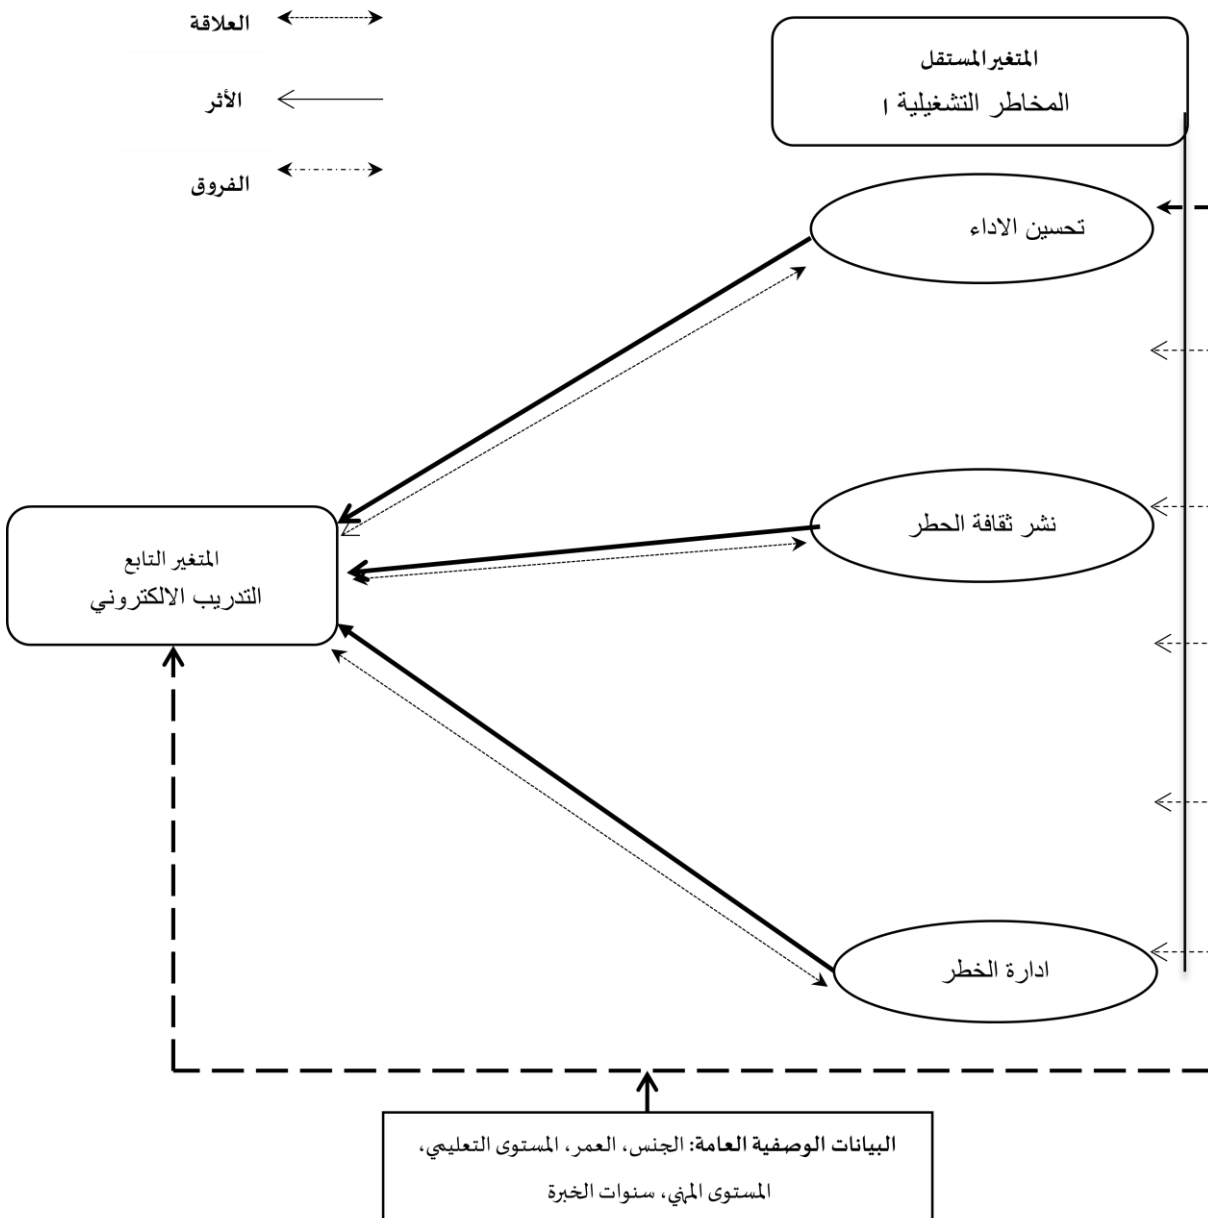 العلاقة
الأثر
الفروق
المتغير المستقل
المخاطر التشغيلية ا
تحسين الاداء
نشر ثقافة الحطر
المتغير التابع
التدريب الالكتروني
ادارة الخطر
البيانات الوصفية العامة: الجنس، العمر، المستوى التعليمي،
المستوى المهني، سنوات الخبرة